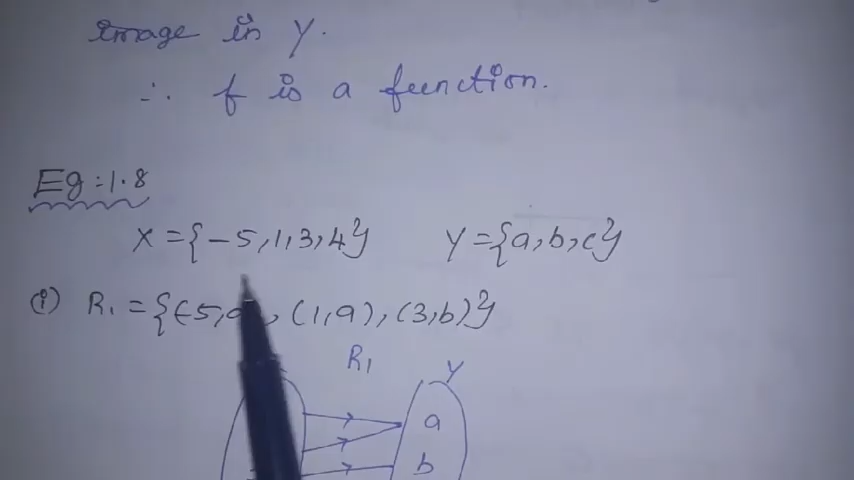 image in Y.
∴ f is a function.
Eg:1.8
X={-5,1,3,4} Y={a,b,c}
(i) R₁={(-5,a), (1,a), (3,b)}
R₁ Y
a
b